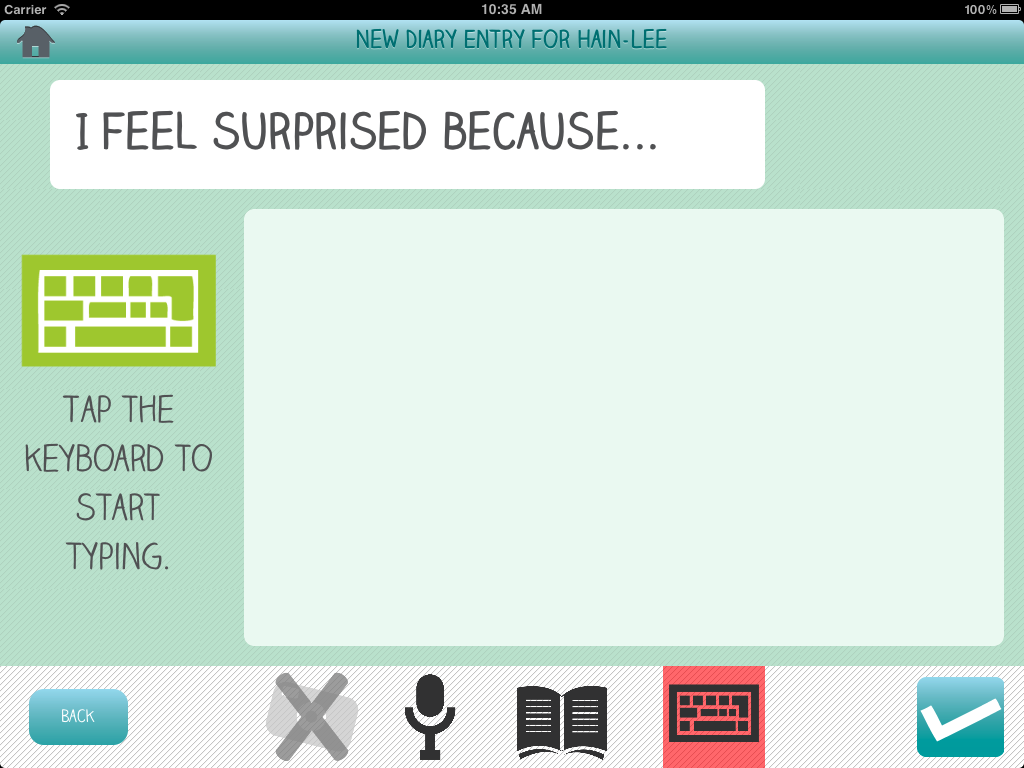 Carrier 10:35 AM 100%
NEW DIARY ENTRY FOR HAIN-LEE
I FEEL SURPRISED BECAUSE...
TAP THE
KEYBOARD TO
START
TYPING.
BACK